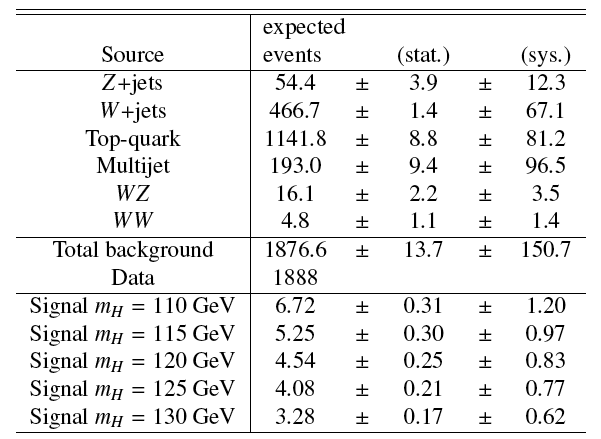 expected
Source events (stat.) (sys.)
Z+jets 54.4 ± 3.9 ± 12.3
W+jets 466.7 ± 1.4 ± 67.1
Top-quark 1141.8 ± 8.8 ± 81.2
Multijet 193.0 ± 9.4 ± 96.5
WZ 16.1 ± 2.2 ± 3.5
WW 4.8 ± 1.1 ± 1.4
Total background 1876.6 ± 13.7 ± 150.7
Data 1888
Signal m_H = 110 GeV 6.72 ± 0.31 ± 1.20
Signal m_H = 115 GeV 5.25 ± 0.30 ± 0.97
Signal m_H = 120 GeV 4.54 ± 0.25 ± 0.83
Signal m_H = 125 GeV 4.08 ± 0.21 ± 0.77
Signal m_H = 130 GeV 3.28 ± 0.17 ± 0.62